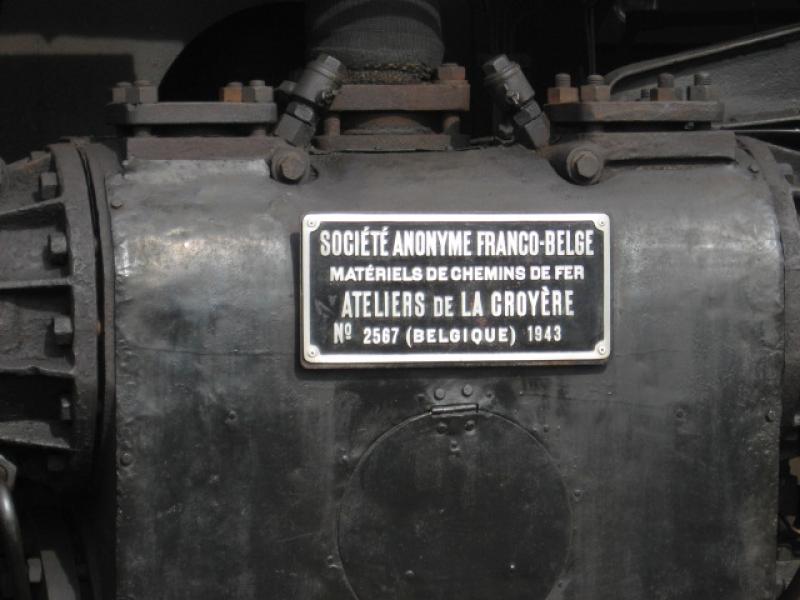 SOCIÉTÉ ANONYME FRANCO-BELGE
MATÉRIELS DE CHEMINS DE FER
ATELIERS DE LA CROYÈRE
Nº 2567 (BELGIQUE) 1943